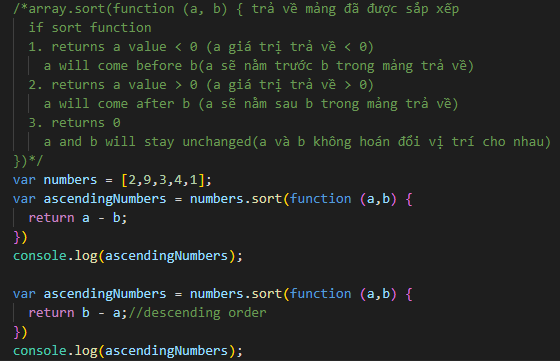 /*array.sort(function (a, b) { trả về mảng đã được sắp xếp
if sort function
1. returns a value < 0 (a giá trị trả về < 0)
a will come before b(a sẽ nằm trước b trong mảng trả về)
2. returns a value > 0 (a giá trị trả về > 0)
a will come after b (a sẽ nằm sau b trong mảng trả về)
3. returns 0
a and b will stay unchanged(a và b không hoán đổi vị trí cho nhau)
})*/
var numbers = [2,9,3,4,1];
var ascendingNumbers = numbers.sort(function (a,b) {
return a - b;
})
console.log(ascendingNumbers);
var ascendingNumbers = numbers.sort(function (a,b) {
return b - a;//descending order
})
console.log(ascendingNumbers);